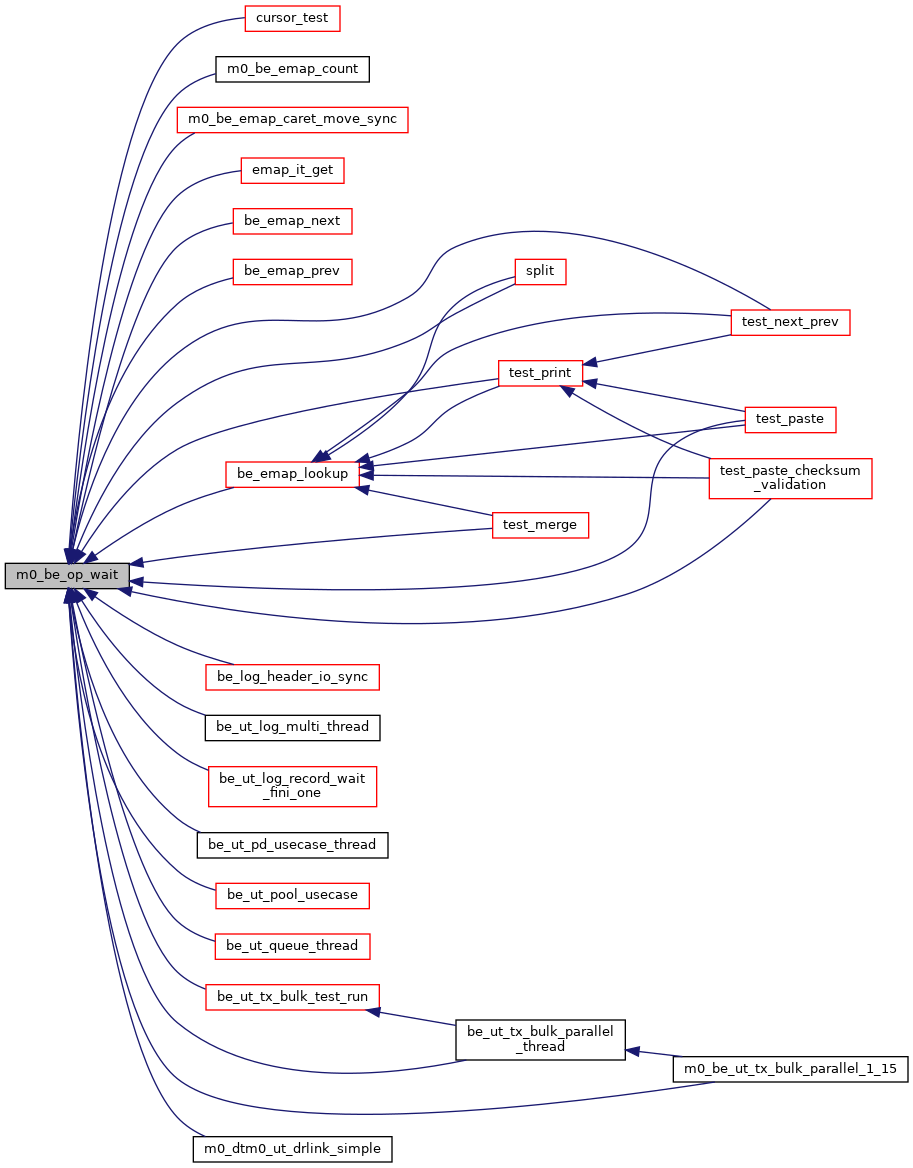 cursor_test
m0_be_emap_count
m0_be_emap_caret_move_sync
emap_it_get
be_emap_next
be_emap_prev
split
test_next_prev
test_print
test_paste
be_emap_lookup
test_paste_checksum
_validation
test_merge
m0_be_op_wait
be_log_header_io_sync
be_ut_log_multi_thread
be_ut_log_record_wait
_fini_one
be_ut_pd_usecase_thread
be_ut_pool_usecase
be_ut_queue_thread
be_ut_tx_bulk_test_run
be_ut_tx_bulk_parallel
_thread
m0_be_ut_tx_bulk_parallel_1_15
m0_dtm0_ut_drlink_simple